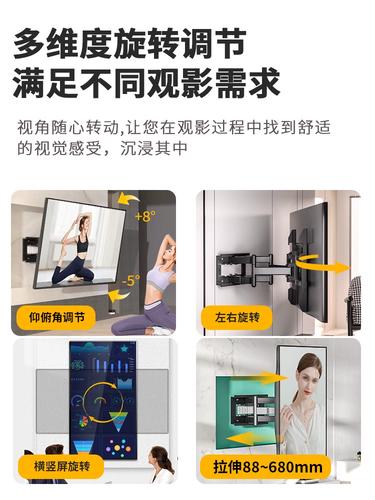 多维度旋转调节
满足不同观影需求
视角随心转动,让您在观影过程中找到舒适
的视觉感受，沉浸其中
+8°
-5°
仰俯角调节
左右旋转
横竖屏旋转
拉伸88~680mm